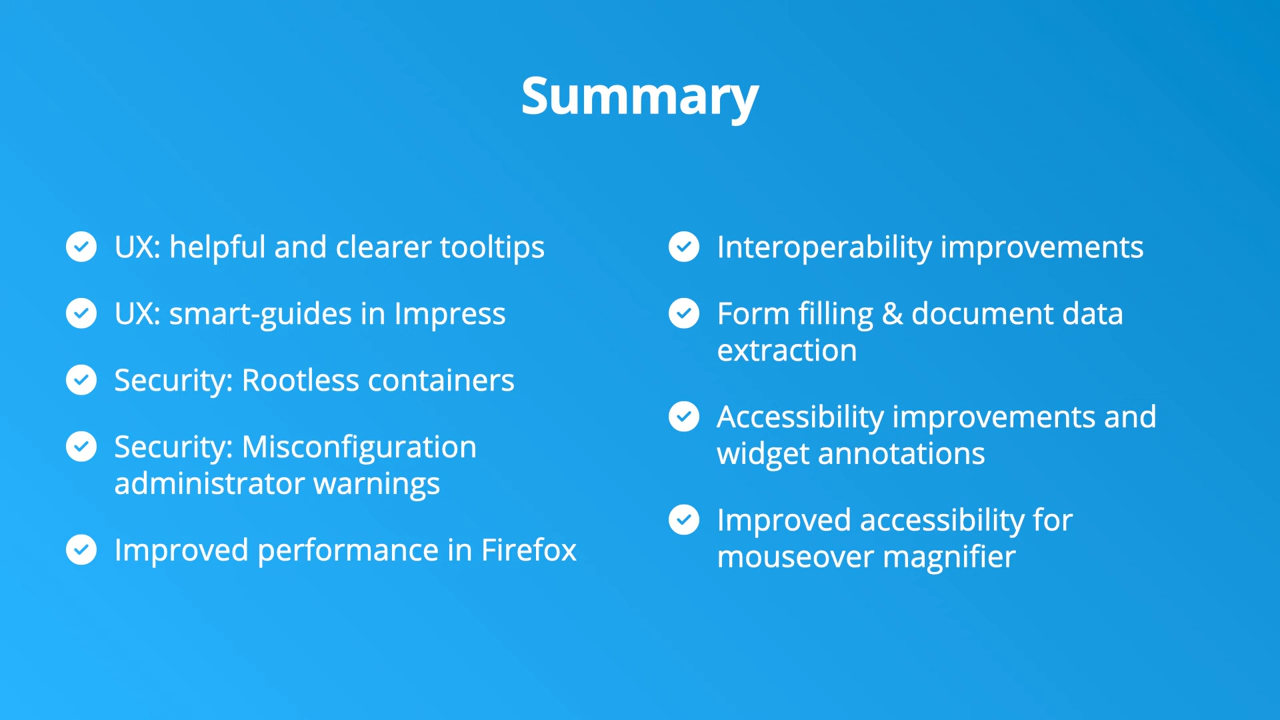 Summary
UX: helpful and clearer tooltips
UX: smart-guides in Impress
Security: Rootless containers
Security: Misconfiguration
administrator warnings
Improved performance in Firefox
Interoperability improvements
Form filling & document data
extraction
Accessibility improvements and
widget annotations
Improved accessibility for
mouseover magnifier